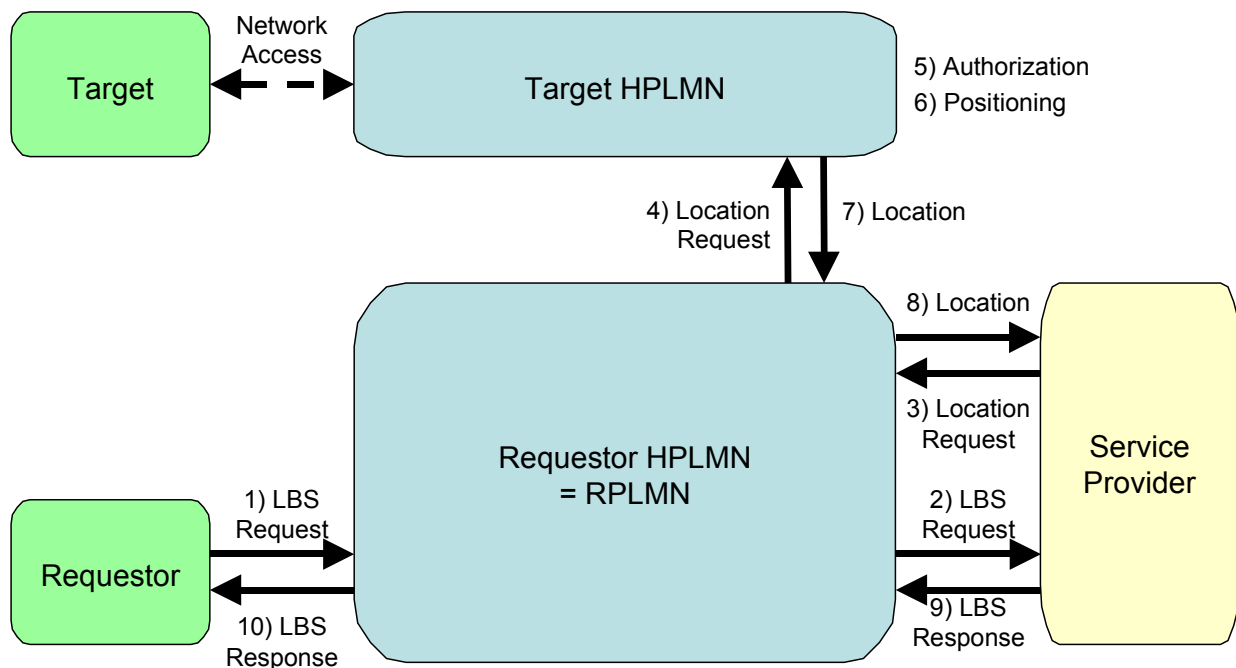 Target
Network
Access
Target HPLMN
5) Authorization
6) Positioning
4) Location
Request
7) Location
8) Location
3) Location
Request
Service
Provider
Requestor HPLMN
= RPLMN
Requestor
1) LBS
Request
2) LBS
Request
10) LBS
Response
9) LBS
Response